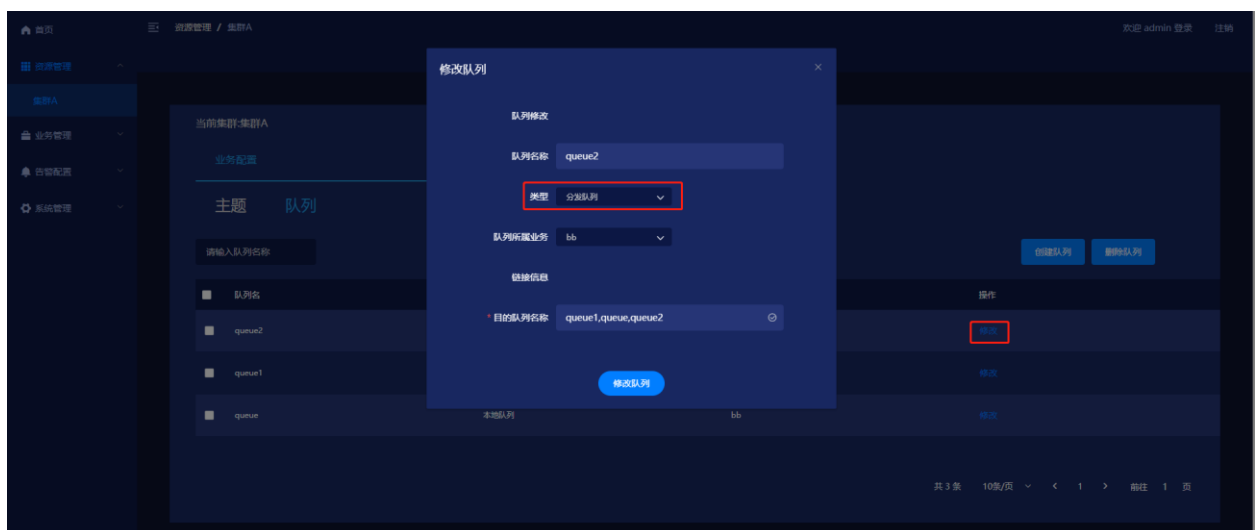 首页
资源管理 / 集群A
欢迎 admin 登录
注销
资源管理
集群A
业务管理
告警配置
系统管理
当前集群:集群A
业务配置
主题
队列
请输入队列名称
创建队列
删除队列
队列名
操作
queue2
修改
queue1
修改
queue
本地队列
bb
修改
共 3 条
10条/页
1
前往 1 页
修改队列
队列修改
队列名称
queue2
类型
分发队列
队列所属业务
bb
链接信息
* 目的队列名称
queue1,queue,queue2
修改队列